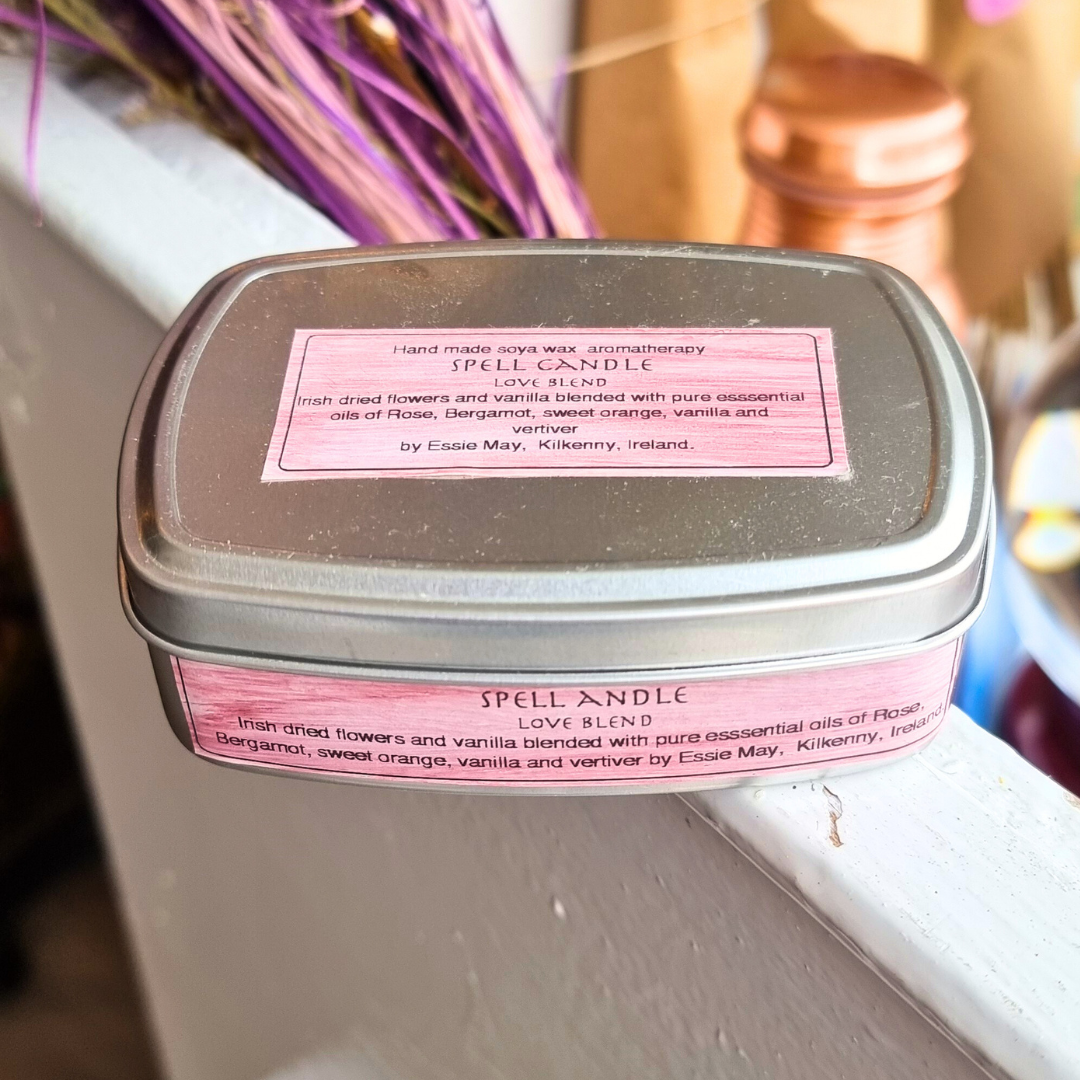 Hand made soya wax aromatherapy
SPELL CANDLE
LOVE BLEND
Irish dried flowers and vanilla blended with pure esssential
oils of Rose, Bergamot, sweet orange, vanilla and
vertiver
by Essie May, Kilkenny, Ireland.
SPELL ANDLE
LOVE BLEND
Irish dried flowers and vanilla blended with pure esssential oils of Rose,
Bergamot, sweet orange, vanilla and vertiver by Essie May, Kilkenny, Ireland.